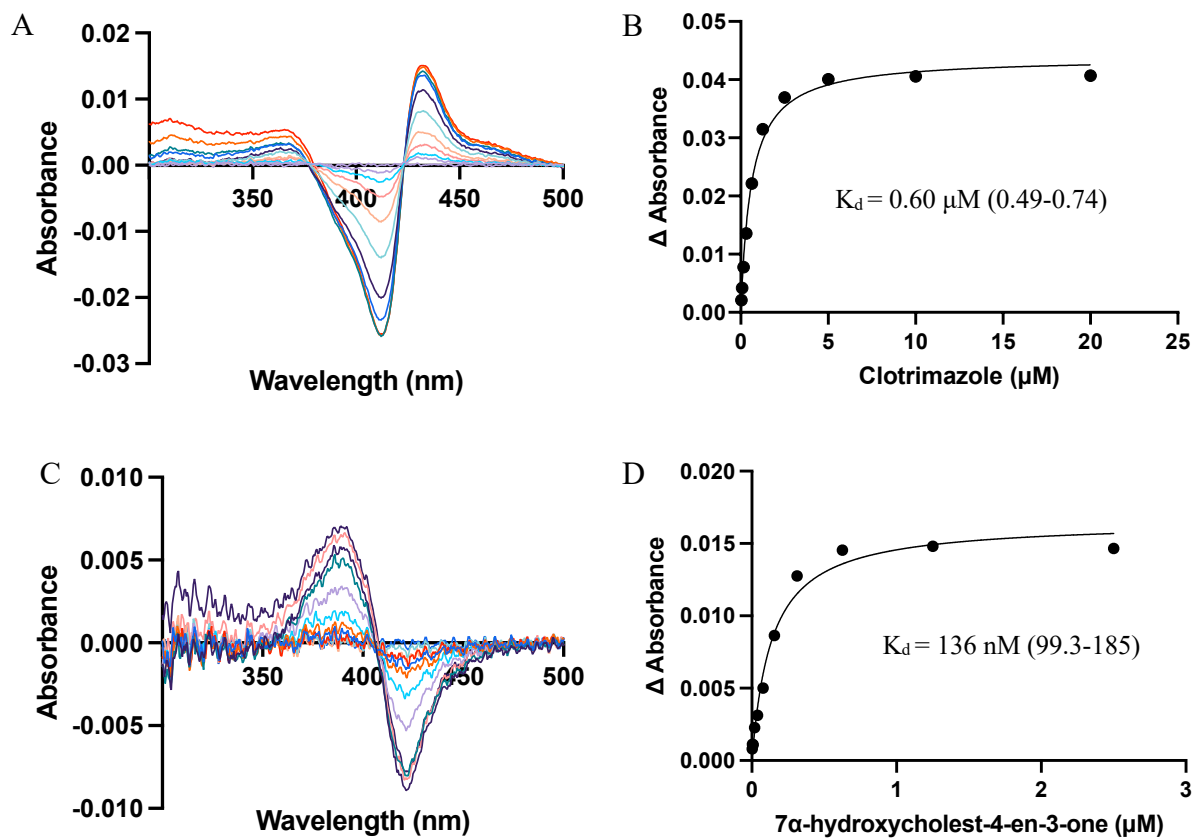 A
0.02
0.01
0.00
-0.01
-0.02
-0.03
350
400
450
500
Absorbance
Wavelength (nm)
B
0.05
0.04
0.03
0.02
0.01
0.00
0
5
10
15
20
25
Δ Absorbance
Kd = 0.60 µM (0.49-0.74)
Clotrimazole (µM)
C
0.010
0.005
0.000
-0.005
-0.010
350
400
450
500
Absorbance
Wavelength (nm)
D
0.020
0.015
0.010
0.005
0.000
0
1
2
3
Δ Absorbance
Kd = 136 nM (99.3-185)
7α-hydroxycholest-4-en-3-one (µM)